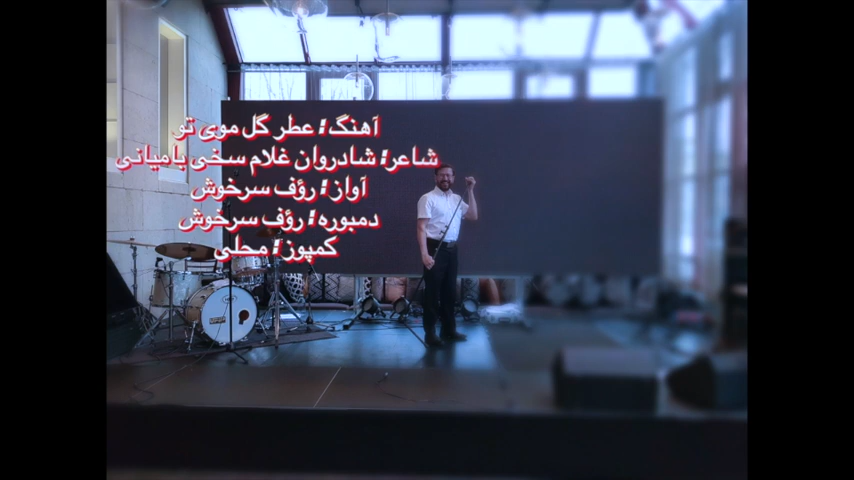 آهنگ؛ عطر گل موی تو
شاعر؛ شادروان غلام سخی بامیانی
آواز؛ رؤف سرخوش
دمبوره؛ رؤف سرخوش
کمپوز؛ محلی